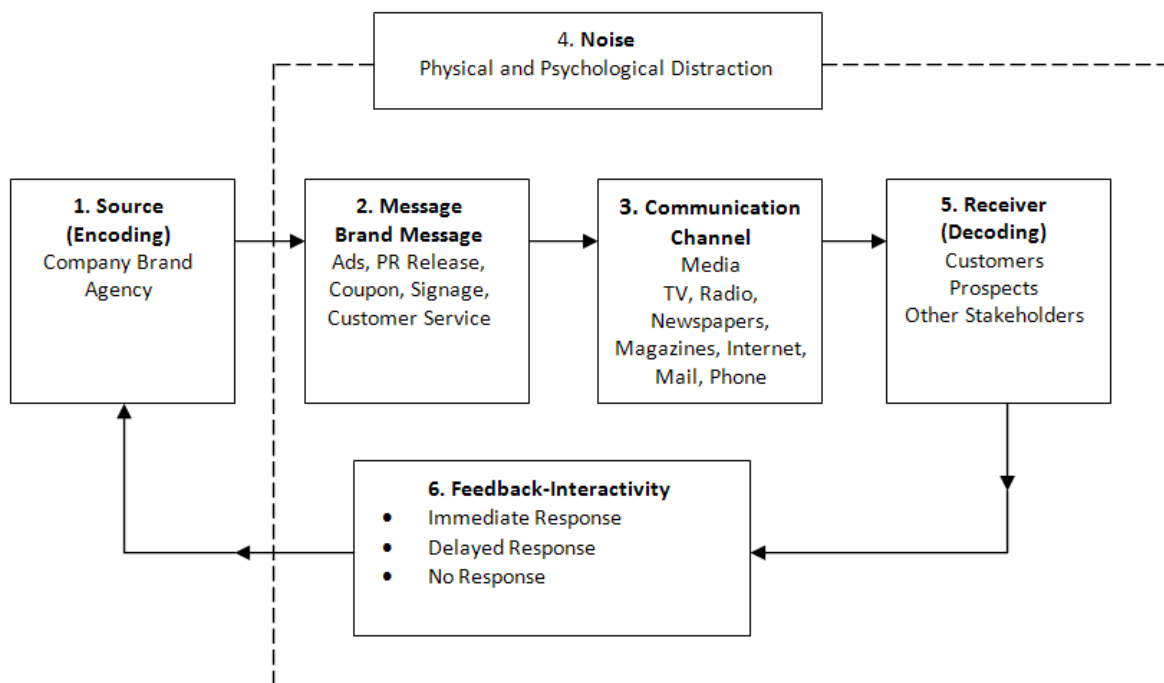 4. Noise
Physical and Psychological Distraction
1. Source
(Encoding)
Company Brand
Agency
2. Message
Brand Message
Ads, PR Release,
Coupon, Signage,
Customer Service
3. Communication
Channel
Media
TV, Radio,
Newspapers,
Magazines, Internet,
Mail, Phone
5. Receiver
(Decoding)
Customers
Prospects
Other Stakeholders
6. Feedback-Interactivity
• Immediate Response
• Delayed Response
• No Response